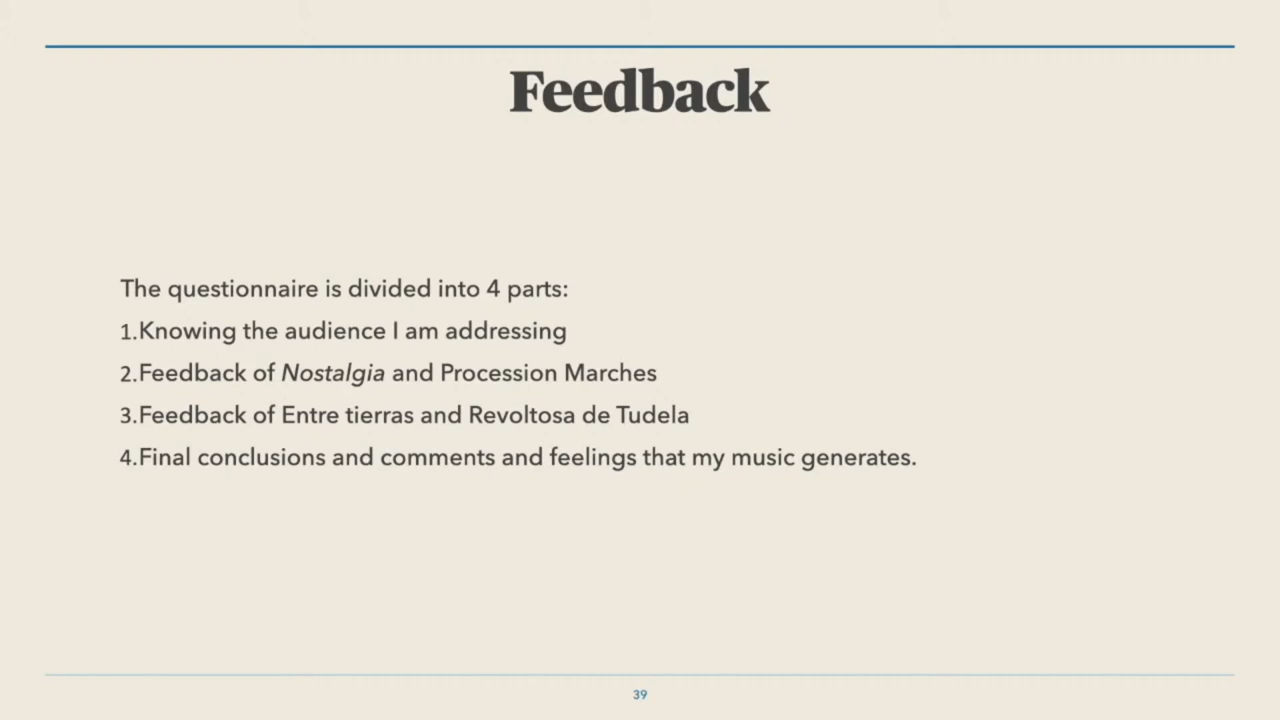 Feedback
The questionnaire is divided into 4 parts:
1.Knowing the audience I am addressing
2.Feedback of Nostalgia and Procession Marches
3.Feedback of Entre tierras and Revoltosa de Tudela
4.Final conclusions and comments and feelings that my music generates.
39